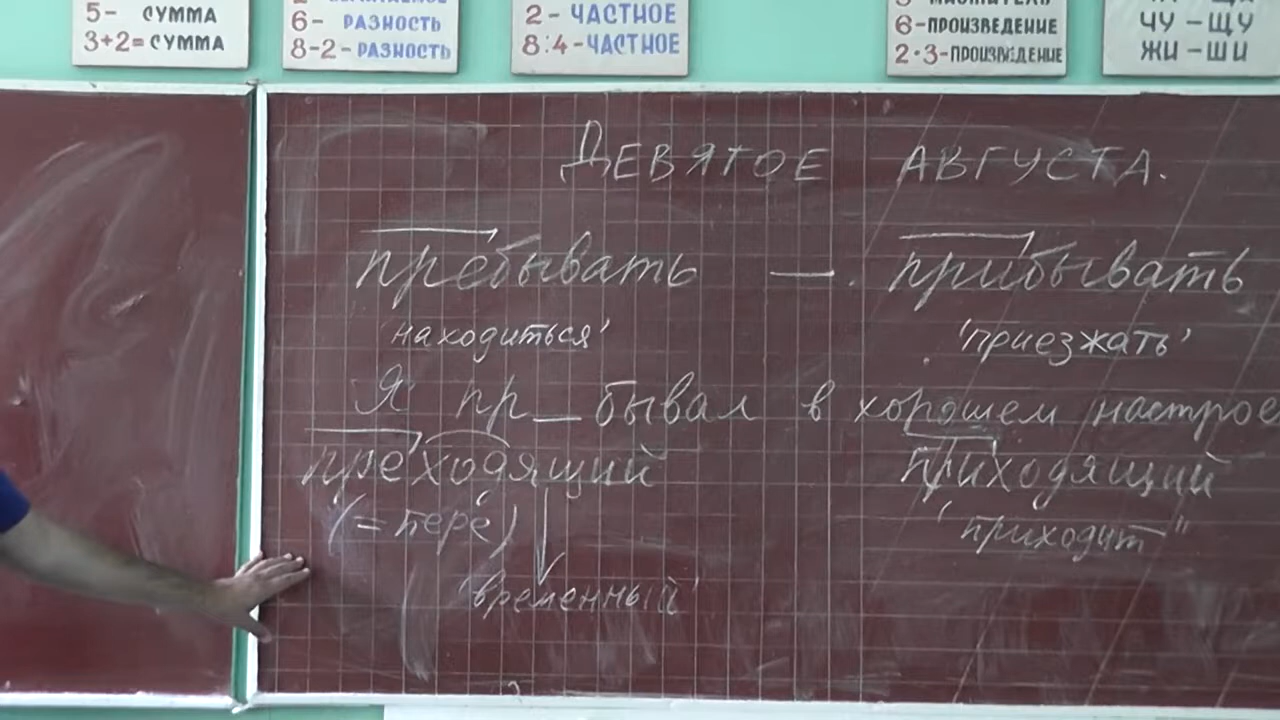 5- СУММА
3+2= СУММА
6- РАЗНОСТЬ
8-2- РАЗНОСТЬ
2- ЧАСТНОЕ
8:4-ЧАСТНОЕ
6-ПРОИЗВЕДЕНИЕ
2·3-ПРОИЗВЕДЕНИЕ
ЧУ – ЩУ
ЖИ – ШИ
ДЕВЯТОЕ АВГУСТА.
пребывать — прибывать
'находиться' 'приезжать'
Я пр_бывал в хорошем настрое
преходящий приходящий
(= пере) 'приходит"
'временный'